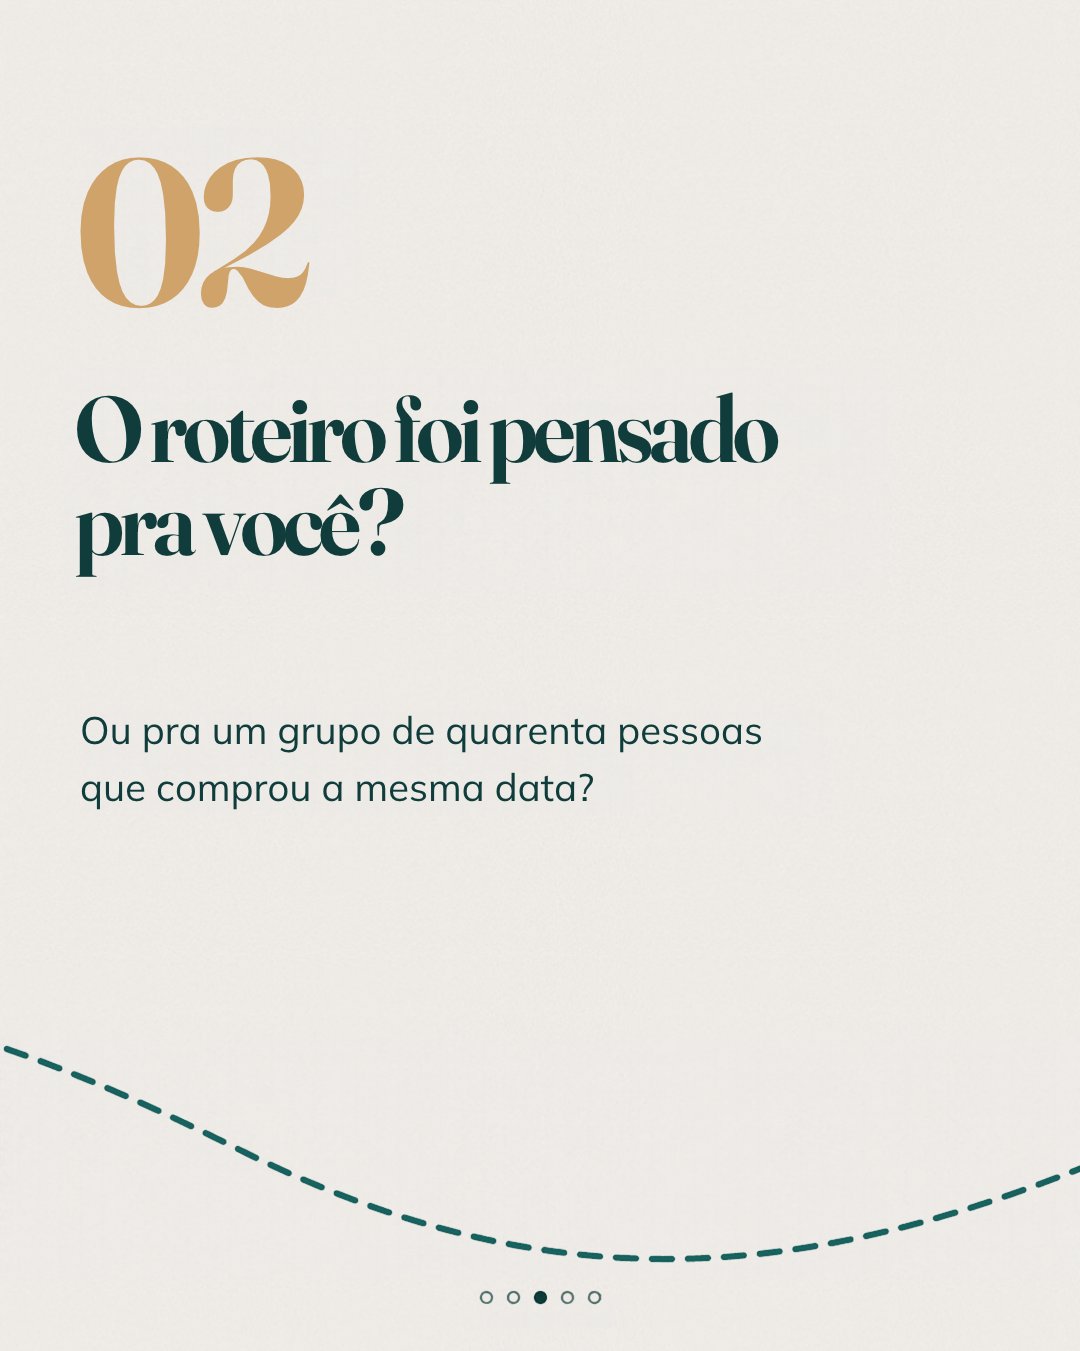 02
O roteiro foi pensado
pra você?
Ou pra um grupo de quarenta pessoas
que comprou a mesma data?